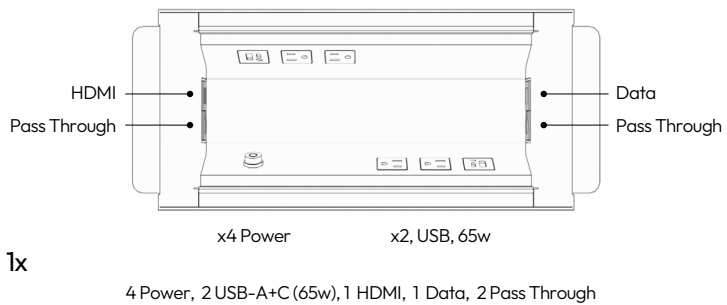 HDMI
Data
Pass Through
Pass Through
x4 Power
x2, USB, 65w
1x
4 Power, 2 USB-A+C (65w), 1 HDMI, 1 Data, 2 Pass Through